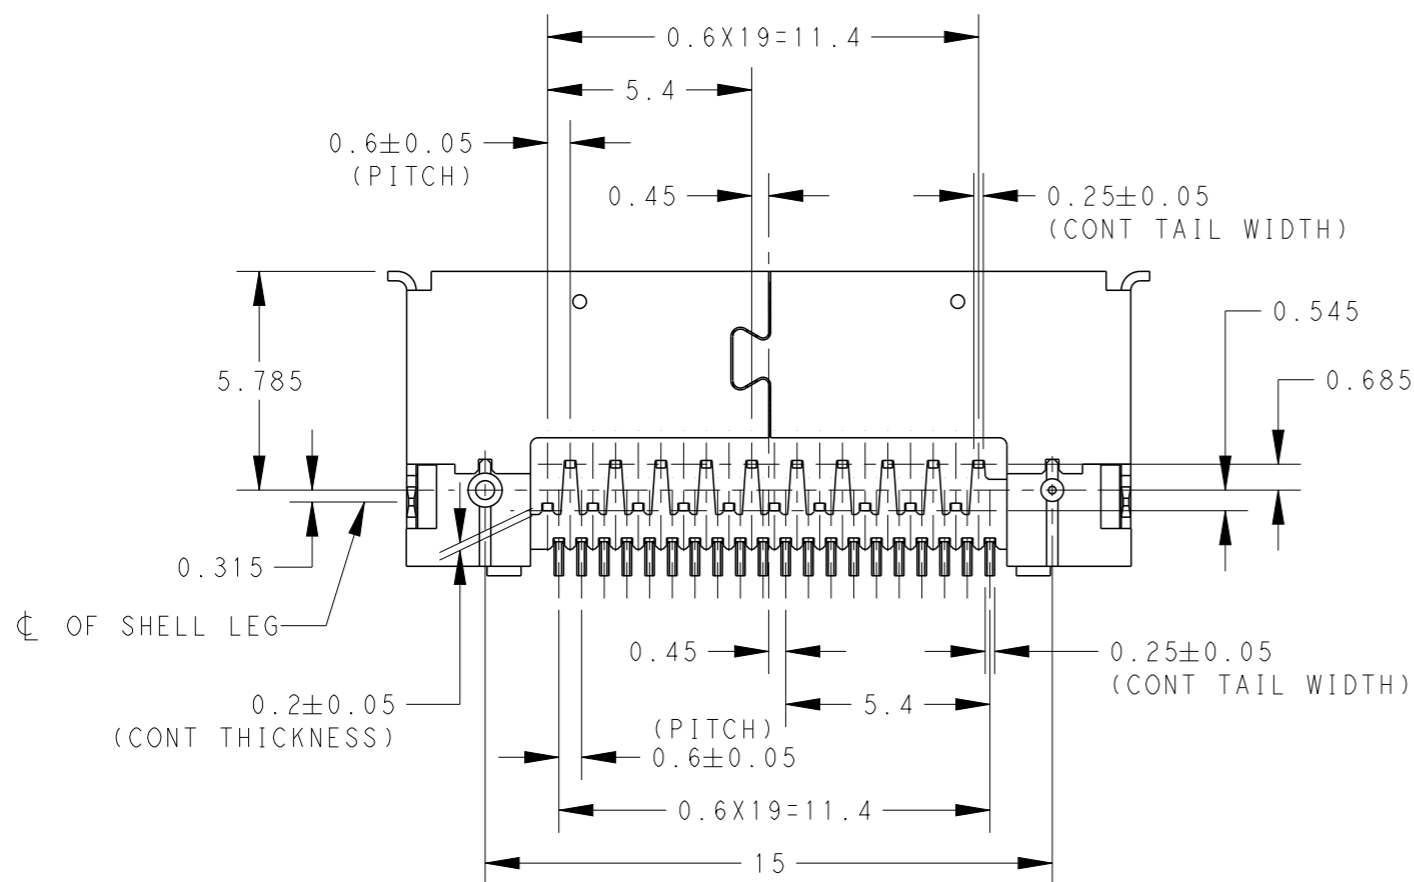 0.6X19=11.4
5.4
0.6±0.05
(PITCH)
0.45
0.25±0.05
(CONT TAIL WIDTH)
0.545
5.785
0.685
0.315
℄ OF SHELL LEG
0.45
0.25±0.05
(CONT TAIL WIDTH)
0.2±0.05
(CONT THICKNESS)
5.4
(PITCH)
0.6±0.05
0.6X19=11.4
15